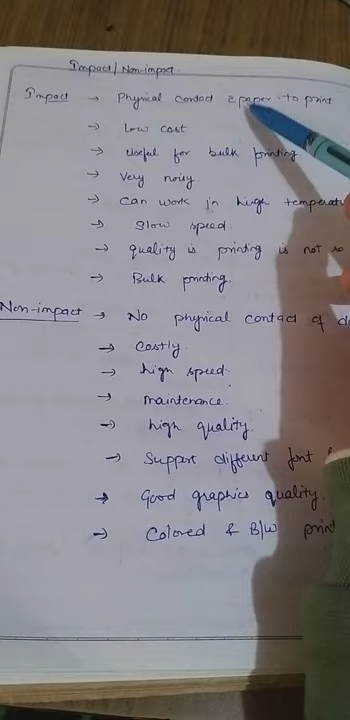 Impact / Non-impact.
Impact → Physical contact c̄ paper to print
→ Low cost
→ Useful for bulk printing
→ Very noisy.
→ Can work in high temperatu
→ Slow speed.
→ quality is printing is not so
→ Bulk printing.
Non-impact → No physical contact of
→ Costly.
→ high speed.
→ maintenance.
→ high quality.
→ Support different font
→ Good graphics quality.
→ Colored & B/W print